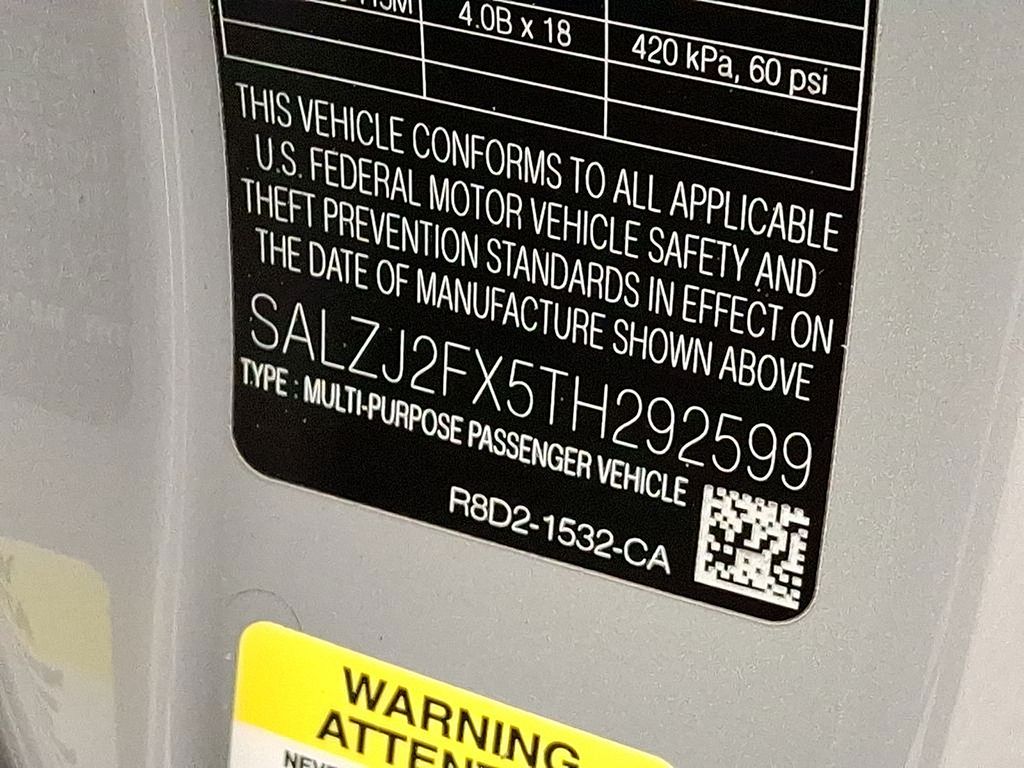 4.0B x 18
420 kPa, 60 psi
THIS VEHICLE CONFORMS TO ALL APPLICABLE
U.S. FEDERAL MOTOR VEHICLE SAFETY AND
THEFT PREVENTION STANDARDS IN EFFECT ON
THE DATE OF MANUFACTURE SHOWN ABOVE
SALZJ2FX5TH292599
TYPE : MULTI-PURPOSE PASSENGER VEHICLE
R8D2-1532-CA
WARNING